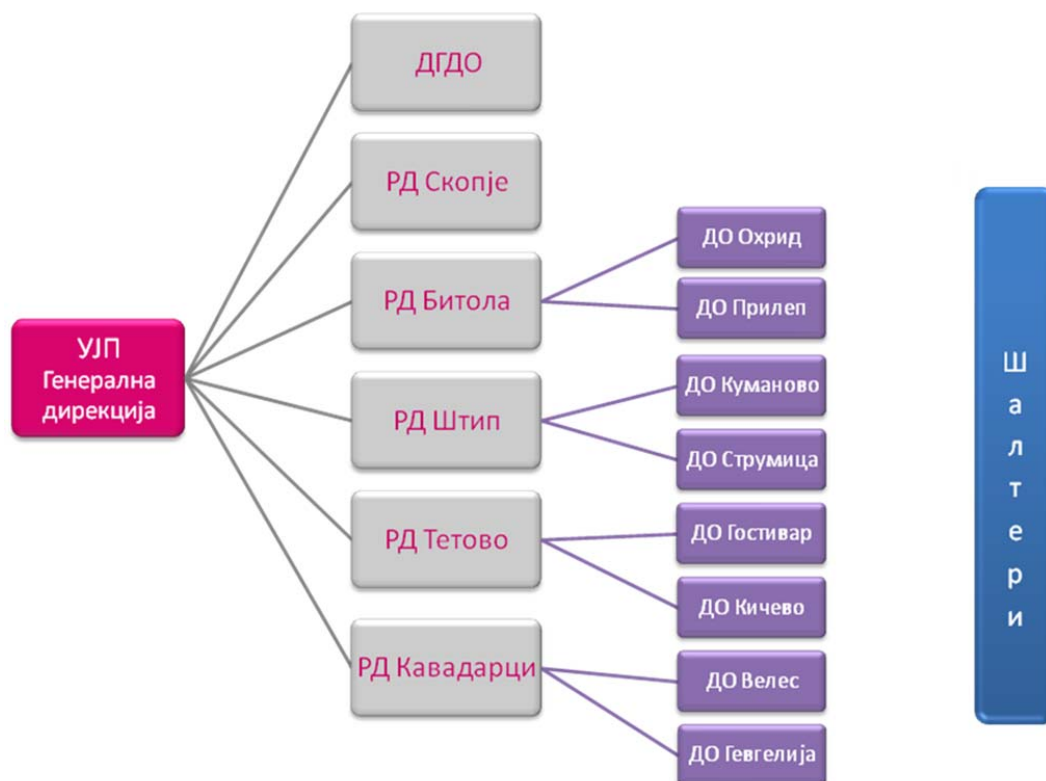 УЈП
Генерална
дирекција
ДГДО
РД Скопје
РД Битола
РД Штип
РД Тетово
РД Кавадарци
ДО Охрид
ДО Прилеп
ДО Куманово
ДО Струмица
ДО Гостивар
ДО Кичево
ДО Велес
ДО Гевгелија
Шалтери